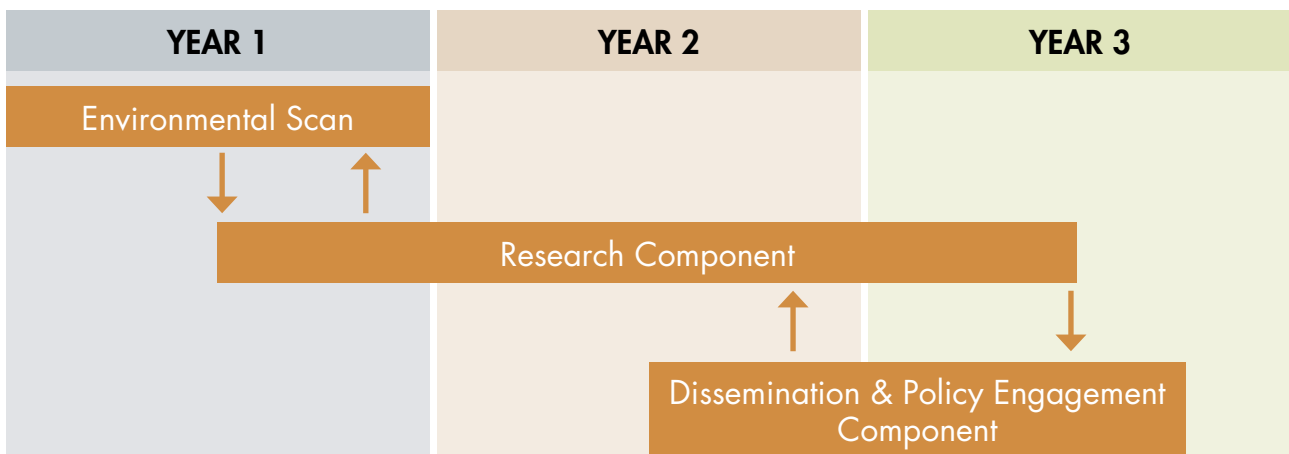 YEAR 1
YEAR 2
YEAR 3
Environmental Scan
Research Component
Dissemination & Policy Engagement
Component